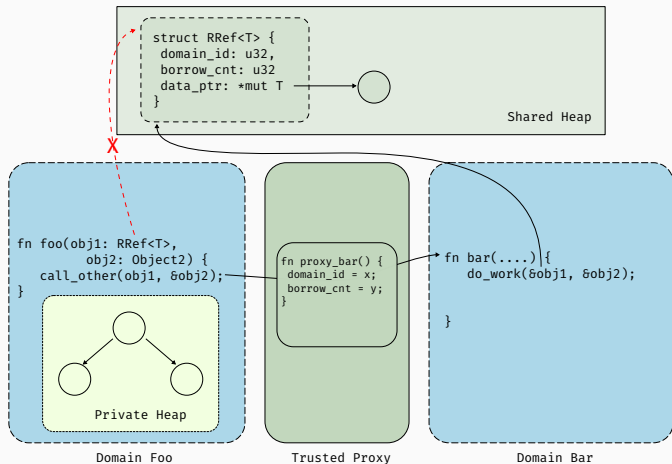 struct RRef<T> {
domain_id: u32,
borrow_cnt: u32
data_ptr: *mut T
}
Shared Heap
X
fn foo(obj1: RRef<T>,
obj2: Object2) {
call_other(obj1, &obj2);
}
Private Heap
Domain Foo
fn proxy_bar() {
domain_id = x;
borrow_cnt = y;
}
Trusted Proxy
fn bar(....) {
do_work(&obj1, &obj2);
}
Domain Bar